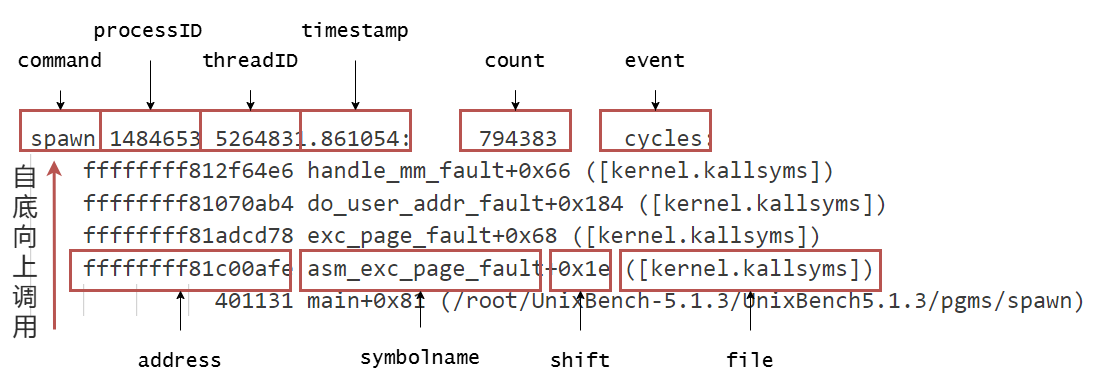 processID timestamp
command threadID count event
spawn 1484653 5264831.861054: 794383 cycles:
ffffffff812f64e6 handle_mm_fault+0x66 ([kernel.kallsyms])
ffffffff81070ab4 do_user_addr_fault+0x184 ([kernel.kallsyms])
ffffffff81adcd78 exc_page_fault+0x68 ([kernel.kallsyms])
ffffffff81c00afe asm_exc_page_fault+0x1e ([kernel.kallsyms])
401131 main+0x81 (/root/UnixBench-5.1.3/UnixBench5.1.3/pgms/spawn)
自底向上调用
address symbolname shift file